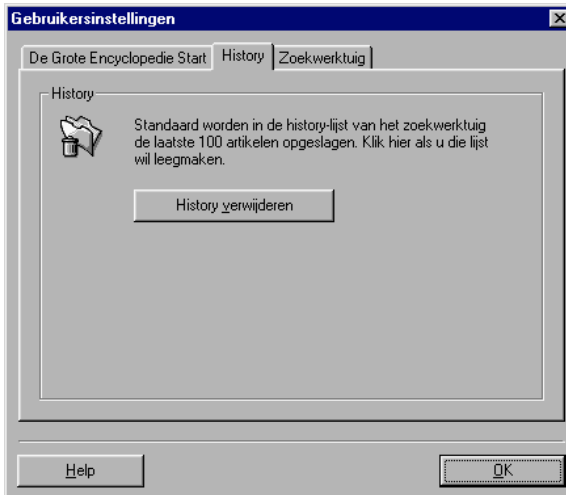 Gebruikersinstellingen
De Grote Encyclopedie Start History Zoekwerktuig
History
Standaard worden in de history-lijst van het zoekwerktuig
de laatste 100 artikelen opgeslagen. Klik hier als u die lijst
wil leegmaken.
History verwijderen
Help OK